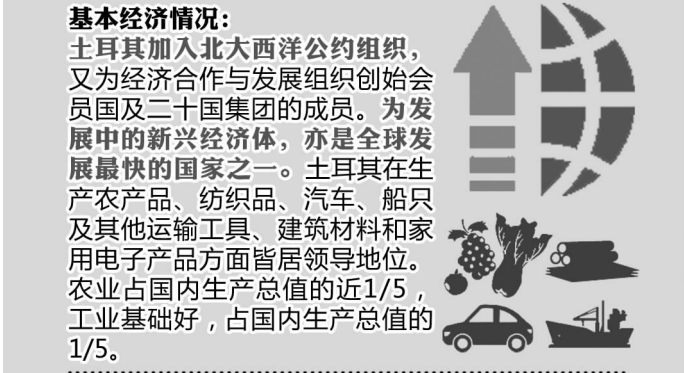 基本经济情况：
土耳其加入北大西洋公约组织，
又为经济合作与发展组织创始会
员国及二十国集团的成员。为发
展中的新兴经济体，亦是全球发
展最快的国家之一。土耳其在生
产农产品、纺织品、汽车、船只
及其他运输工具、建筑材料和家
用电子产品方面皆居领导地位。
农业占国内生产总值的近1/5，
工业基础好，占国内生产总值的
1/5。